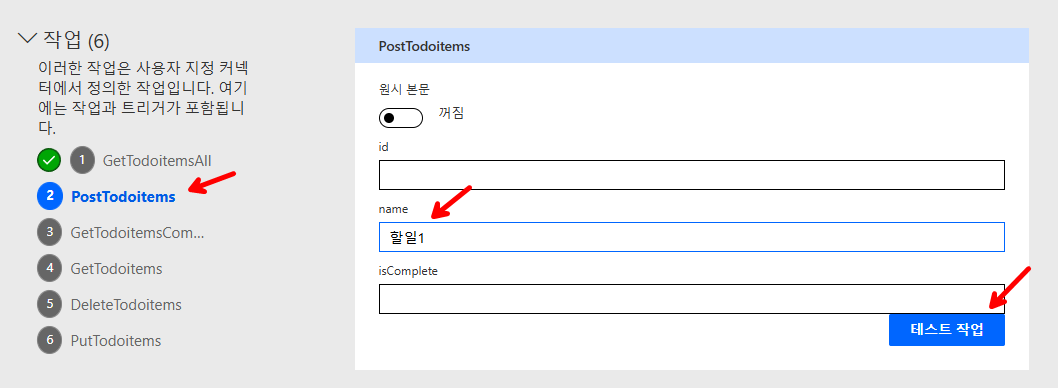 작업 (6)
이러한 작업은 사용자 지정 커넥
터에서 정의한 작업입니다. 여기
에는 작업과 트리거가 포함됩니
다.
1 GetTodoitemsAll
2 PostTodoitems
3 GetTodoitemsCom...
4 GetTodoitems
5 DeleteTodoitems
6 PutTodoitems
PostTodoitems
원시 본문
꺼짐
id
name
할일1
isComplete
테스트 작업